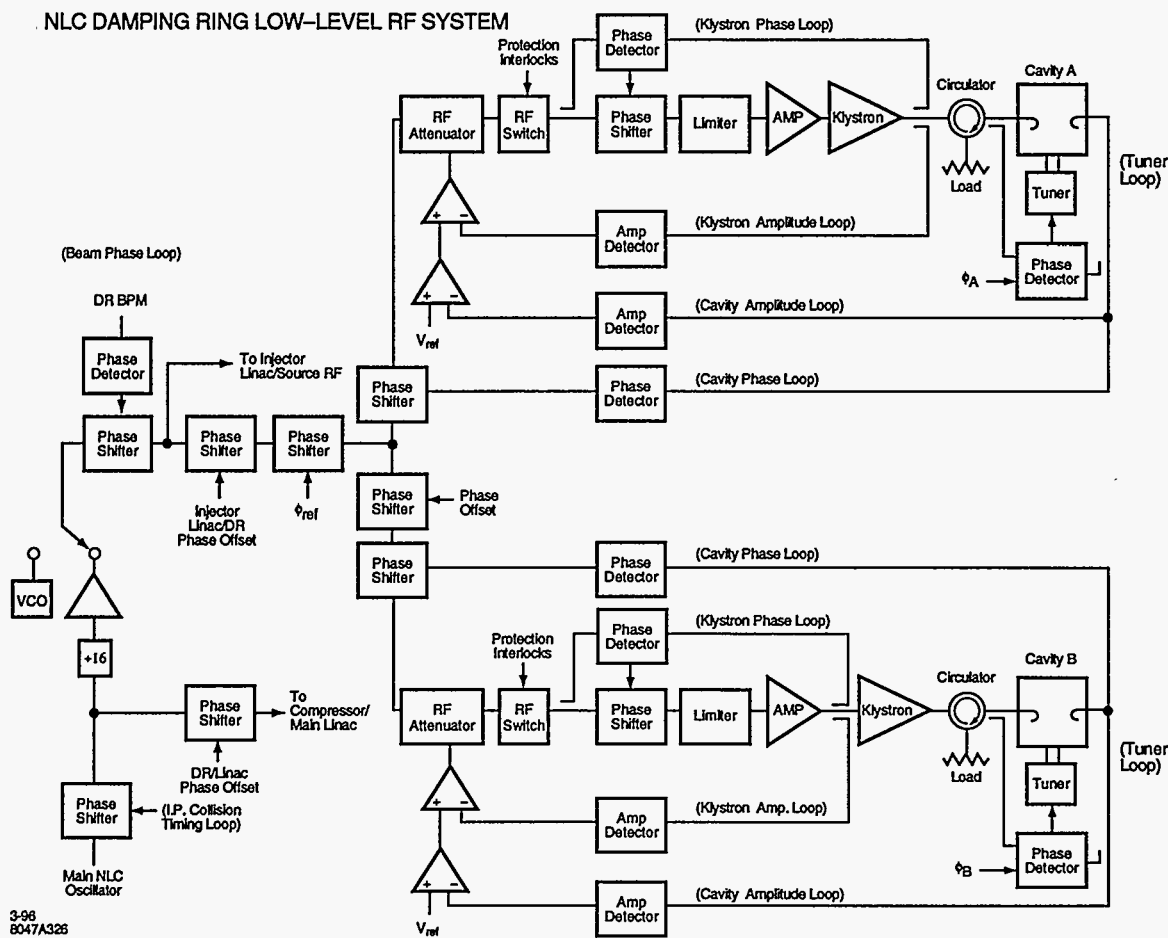 NLC DAMPING RING LOW–LEVEL RF SYSTEM
Protection
Interlocks
Phase
Detector
(Klystron Phase Loop)
RF
Attenuator
RF
Switch
Phase
Shifter
Limiter
AMP
Klystron
Circulator
Cavity A
Load
Tuner
(Tuner
Loop)
+ −
Amp
Detector
(Klystron Amplitude Loop)
ϕA
Phase
Detector
+ −
Vref
Amp
Detector
(Cavity Amplitude Loop)
(Beam Phase Loop)
DR BPM
Phase
Detector
To Injector
Linac/Source RF
Phase
Shifter
Phase
Detector
(Cavity Phase Loop)
Phase
Shifter
Phase
Shifter
Phase
Shifter
Injector
Linac/DR
Phase Offset
ϕref
Phase
Shifter
Phase
Offset
Phase
Shifter
Phase
Detector
(Cavity Phase Loop)
VCO
+16
Protection
Interlocks
Phase
Detector
(Klystron Phase Loop)
RF
Attenuator
RF
Switch
Phase
Shifter
Limiter
AMP
Klystron
Circulator
Cavity B
Load
Tuner
(Tuner
Loop)
Phase
Shifter
To
Compressor/
Main Linac
DR/Linac
Phase Offset
Phase
Shifter
(I.P. Collision
Timing Loop)
Main NLC
Oscillator
+ −
Amp
Detector
(Klystron Amp. Loop)
ϕB
Phase
Detector
+ −
Vref
Amp
Detector
(Cavity Amplitude Loop)
3-96
8047A326